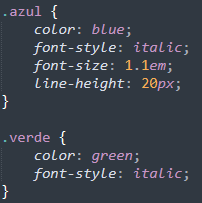 .azul {
    color: blue;
    font-style: italic;
    font-size: 1.1em;
    line-height: 20px;
}

.verde {
    color: green;
    font-style: italic;
}